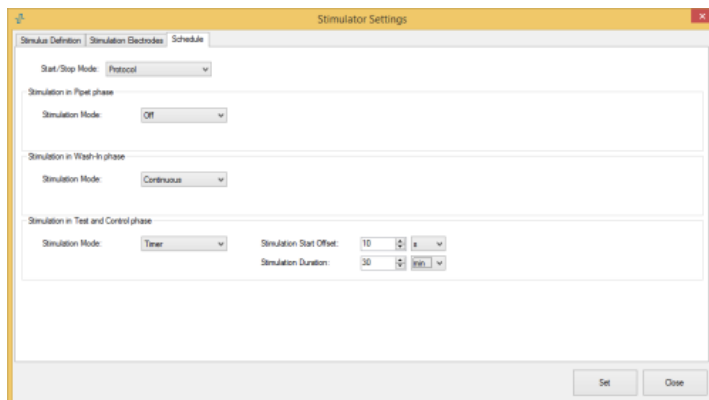 Stimulator Settings
Stimulus Definition Stimulation Electrodes Schedule
Start/Stop Mode: Protocol
Stimulation in Pipet phase
Stimulation Mode: Off
Stimulation in Wash-In phase
Stimulation Mode: Continuous
Stimulation in Test and Control phase
Stimulation Mode: Timer Stimulation Start Offset: 10 s
Stimulation Duration: 30 min
Set Close